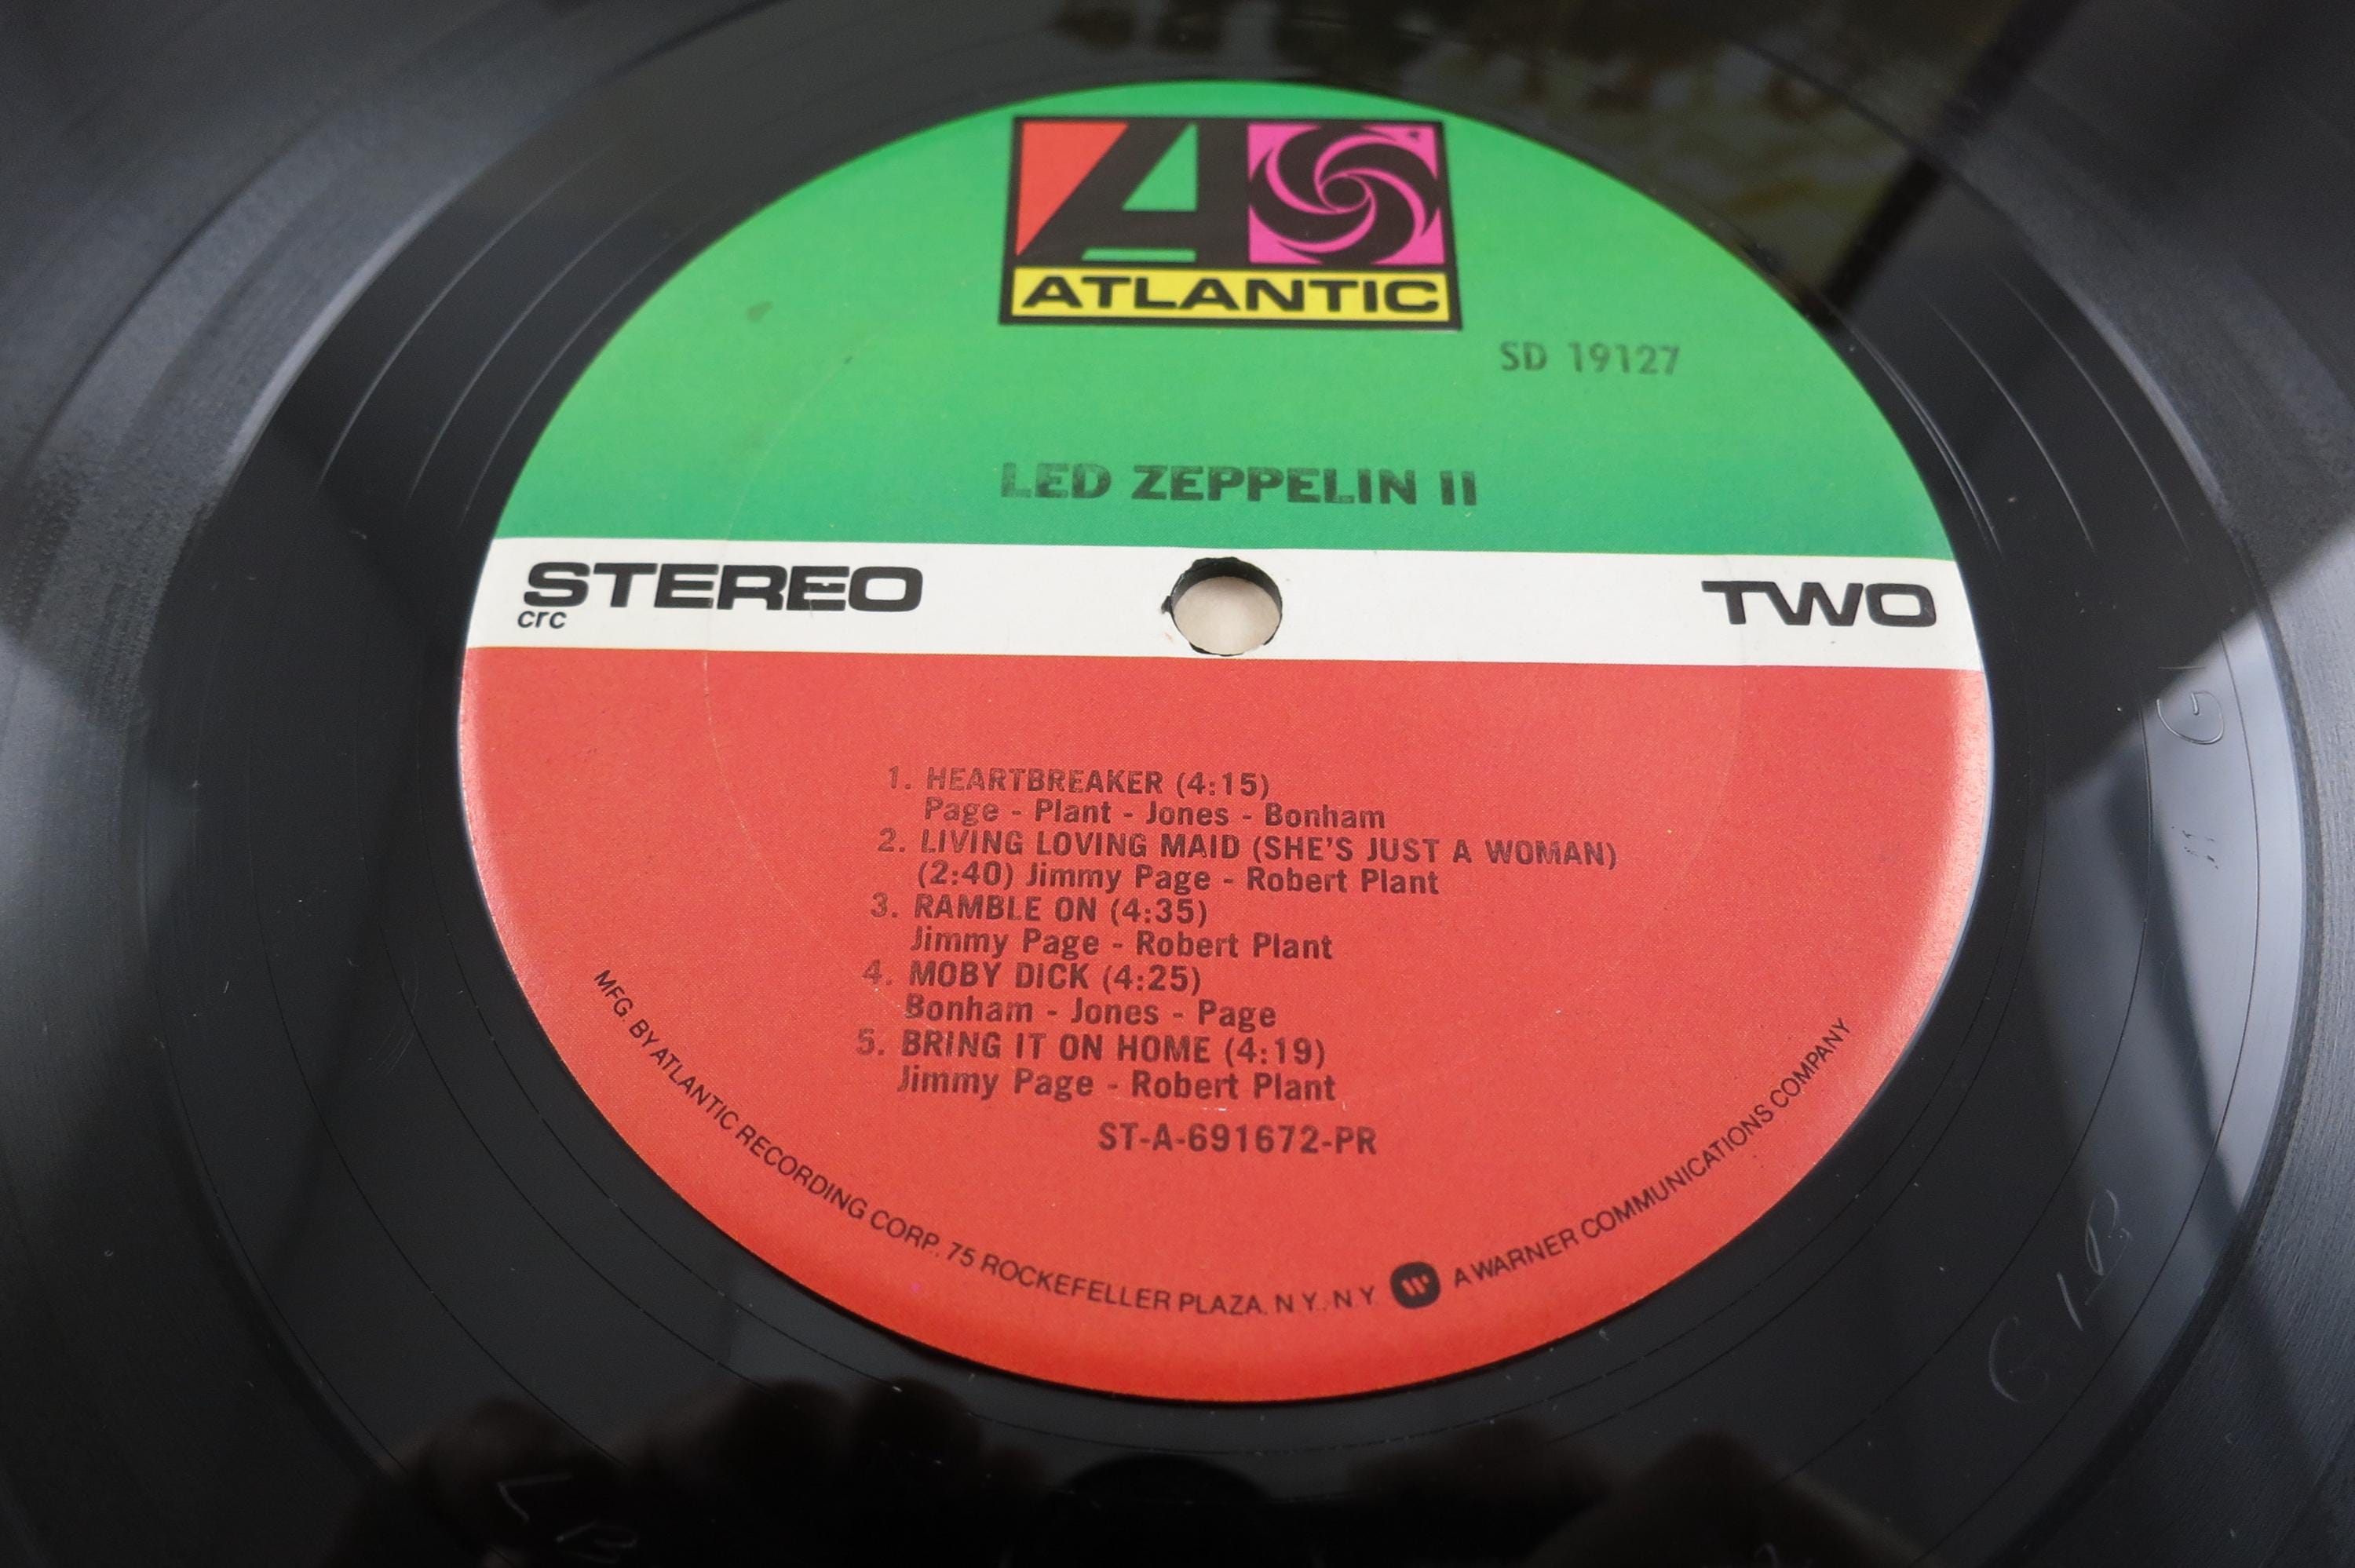 ATLANTIC
SD 19127
LED ZEPPELIN II
STEREO
crc
TWO
1. HEARTBREAKER (4:15)
Page - Plant - Jones - Bonham
2. LIVING LOVING MAID (SHE'S JUST A WOMAN)
(2:40) Jimmy Page - Robert Plant
3. RAMBLE ON (4:35)
Jimmy Page - Robert Plant
4. MOBY DICK (4:25)
Bonham - Jones - Page
5. BRING IT ON HOME (4:19)
Jimmy Page - Robert Plant
ST-A-691672-PR
MFG. BY ATLANTIC RECORDING CORP., 75 ROCKEFELLER PLAZA, N.Y., N.Y. A WARNER COMMUNICATIONS COMPANY